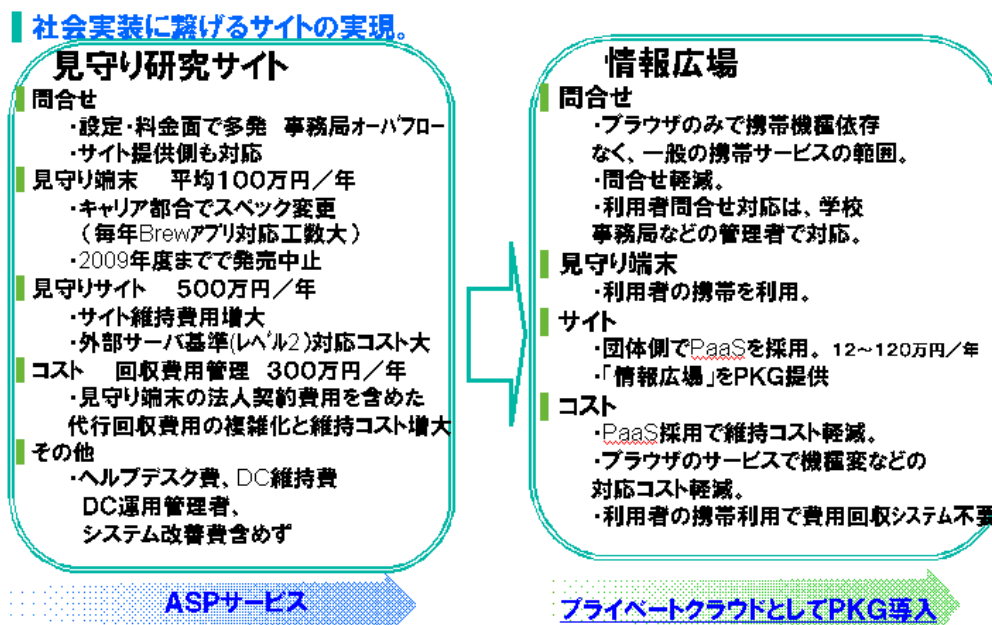 社会実装に繋げるサイトの実現。
見守り研究サイト
問合せ
・設定・料金面で多発 事務局オーバフロー
・サイト提供側も対応
見守り端末 平均100万円／年
・キャリア都合でスペック変更
（毎年Brewアプリ対応工数大）
・2009年度までで発売中止
見守りサイト 500万円／年
・サイト維持費用増大
・外部サーバ基準(レベル2)対応コスト大
コスト 回収費用管理 300万円／年
・見守り端末の法人契約費用を含めた
代行回収費用の複雑化と維持コスト増大
その他
・ヘルプデスク費、DC維持費
DC運用管理者、
システム改善費含めず
ASPサービス
情報広場
問合せ
・ブラウザのみで携帯機種依存
なく、一般の携帯サービスの範囲。
・問合せ軽減。
・利用者問合せ対応は、学校
事務局などの管理者で対応。
見守り端末
・利用者の携帯を利用。
サイト
・団体側でPaaSを採用。 12～120万円／年
・「情報広場」をPKG提供
コスト
・PaaS採用で維持コスト軽減。
・ブラウザのサービスで機種変などの
対応コスト軽減。
・利用者の携帯利用で費用回収システム不要
プライベートクラウドとしてPKG導入